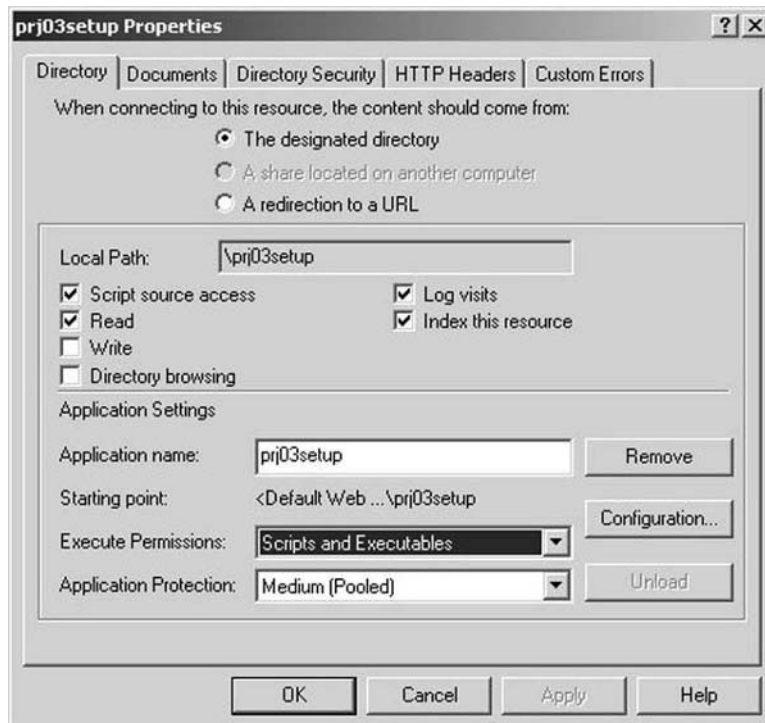 prj03setup Properties
Directory Documents Directory Security HTTP Headers Custom Errors
When connecting to this resource, the content should come from:
The designated directory
A share located on another computer
A redirection to a URL
Local Path: \prj03setup
Script source access Log visits
Read Index this resource
Write
Directory browsing
Application Settings
Application name: prj03setup Remove
Starting point: <Default Web ...\prj03setup
Configuration...
Execute Permissions: Scripts and Executables
Application Protection: Medium (Pooled) Unload
OK Cancel Apply Help